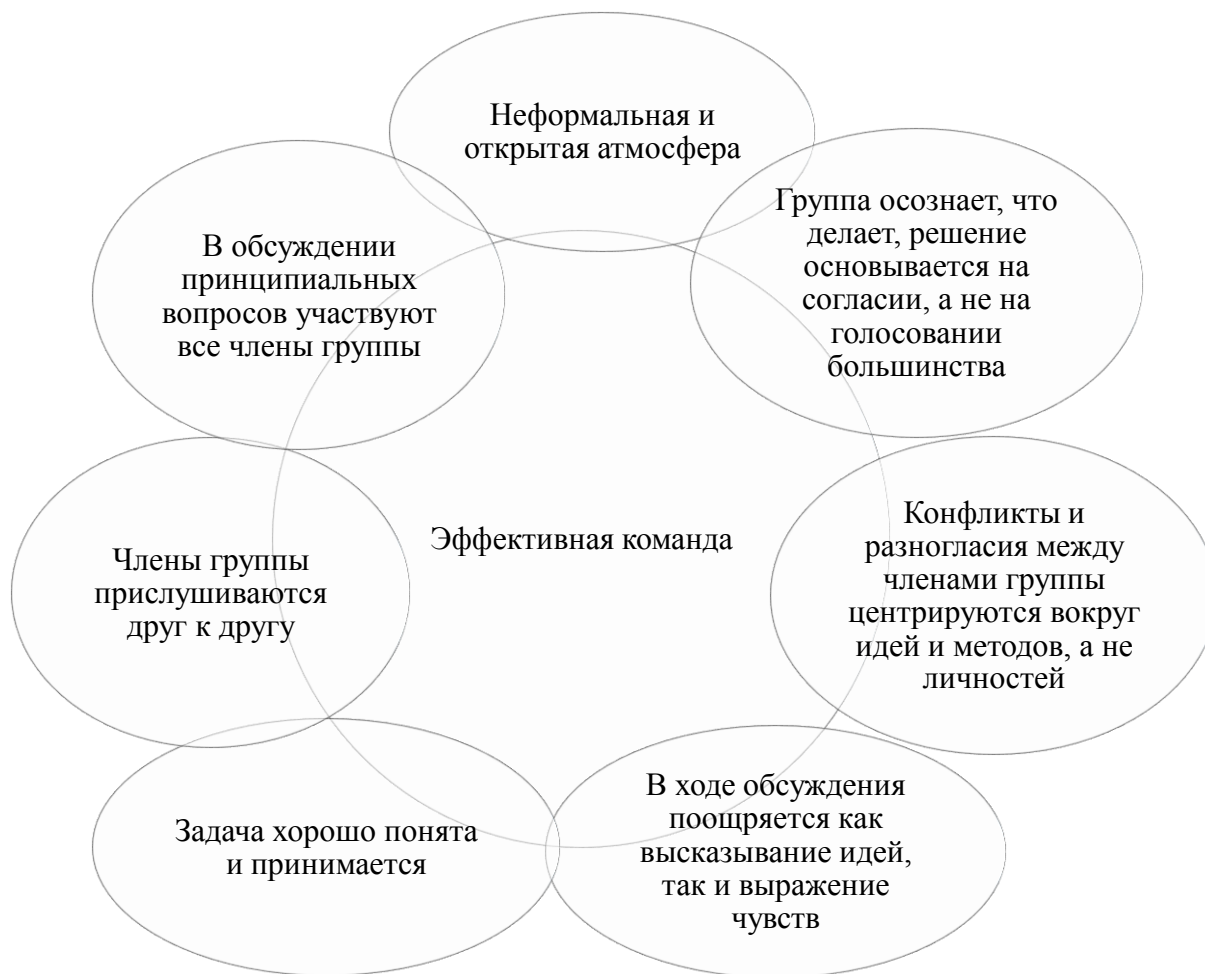 Неформальная и
открытая атмосфера
Группа осознает, что
делает, решение
основывается на
согласии, а не на
голосовании
большинства
В обсуждении
принципиальных
вопросов участвуют
все члены группы
Эффективная команда
Конфликты и
разногласия между
членами группы
центрируются вокруг
идей и методов, а не
личностей
Члены группы
прислушиваются
друг к другу
В ходе обсуждения
поощряется как
высказывание идей,
так и выражение
чувств
Задача хорошо понята
и принимается